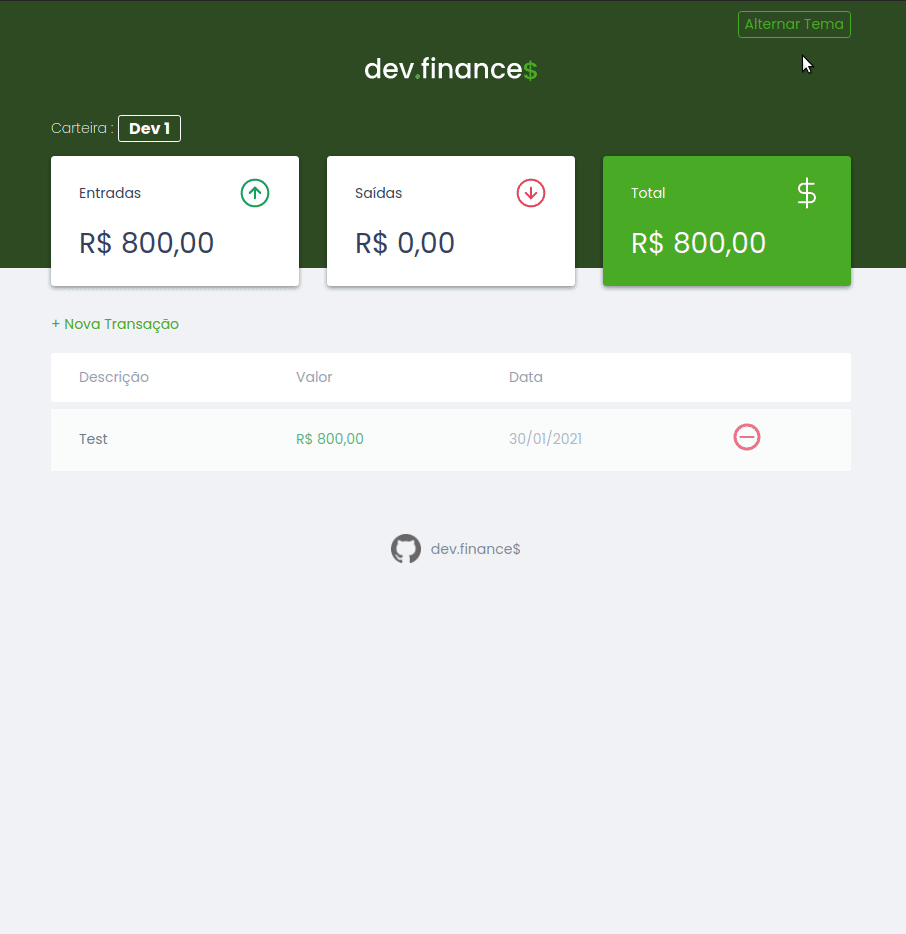 Alternar Tema
dev.finance$
Carteira : Dev 1
Entradas
R$ 800,00
Saídas
R$ 0,00
Total
$
R$ 800,00
+ Nova Transação
Descrição Valor Data
Test R$ 800,00 30/01/2021
dev.finance$